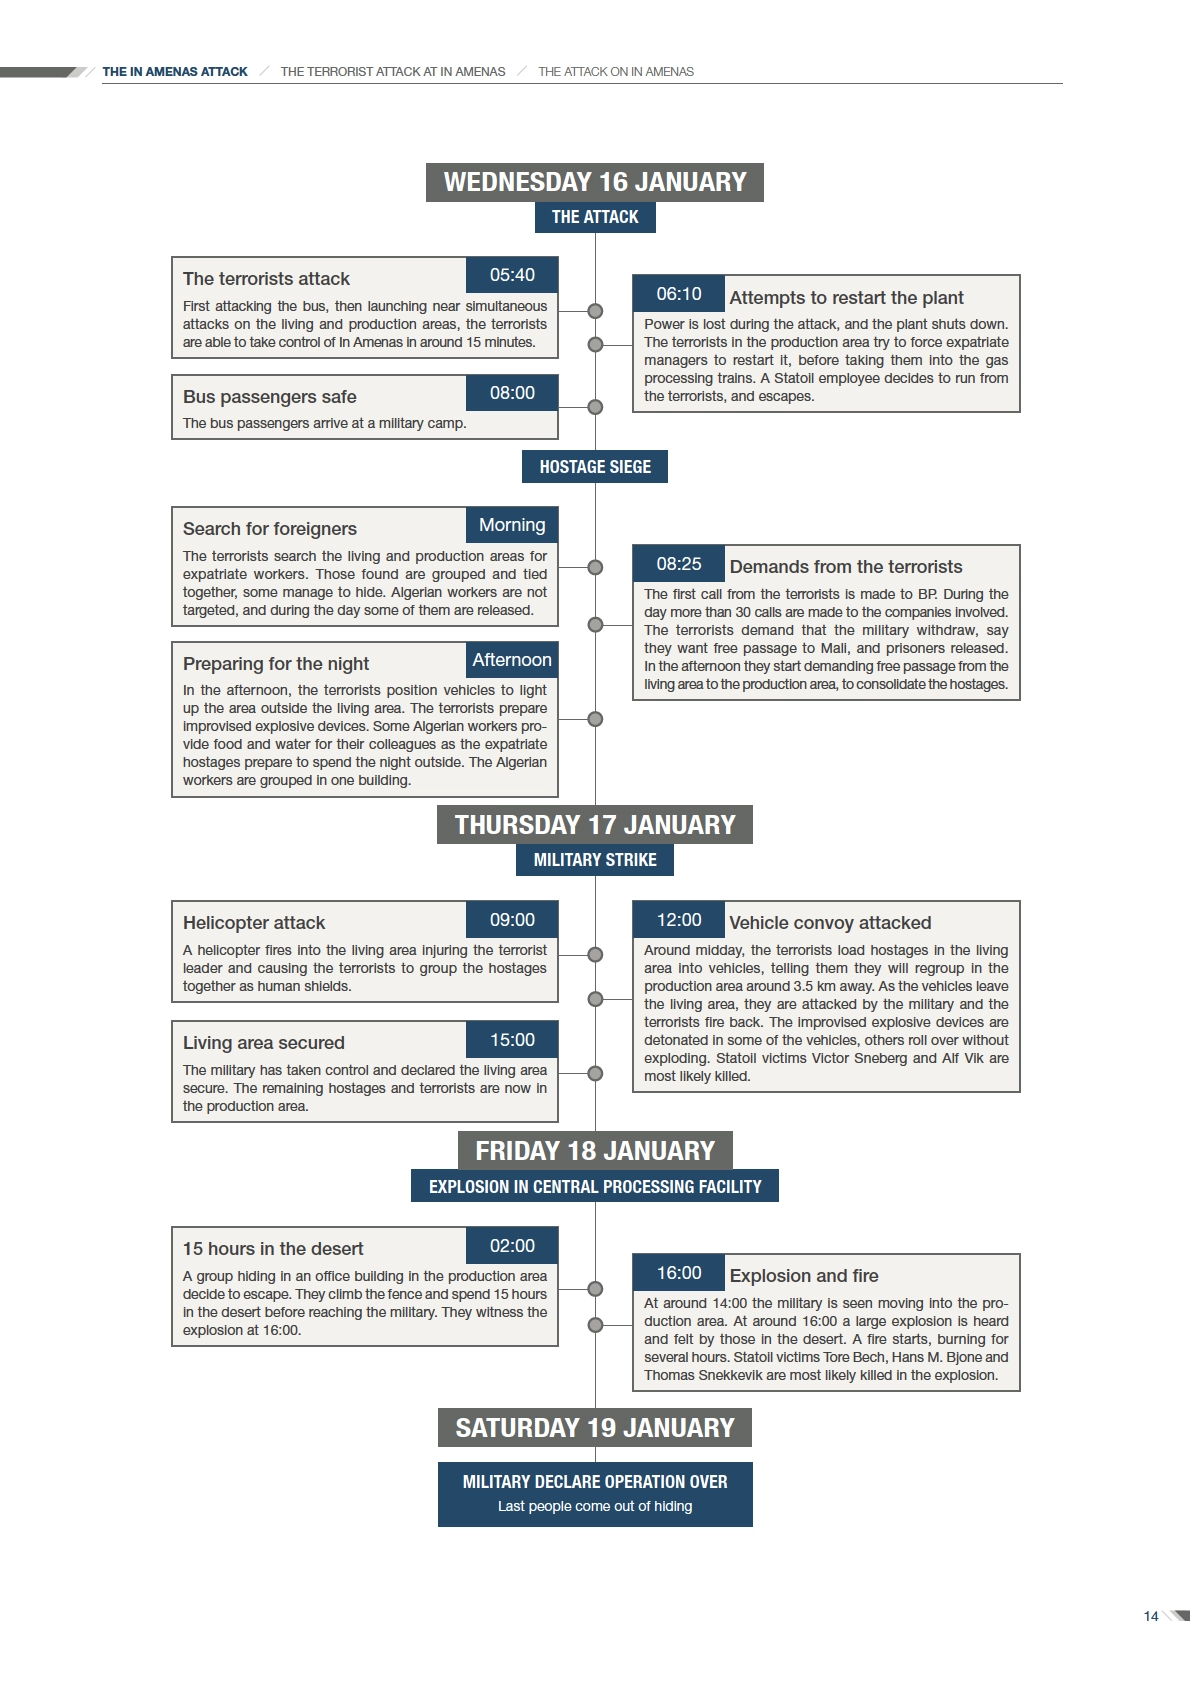 THE IN AMENAS ATTACK / THE TERRORIST ATTACK AT IN AMENAS / THE ATTACK ON IN AMENAS
WEDNESDAY 16 JANUARY
THE ATTACK
The terrorists attack
05:40
First attacking the bus, then launching near simultaneous
attacks on the living and production areas, the terrorists
are able to take control of In Amenas in around 15 minutes.
06:10
Attempts to restart the plant
Power is lost during the attack, and the plant shuts down.
The terrorists in the production area try to force expatriate
managers to restart it, before taking them into the gas
processing trains. A Statoil employee decides to run from
the terrorists, and escapes.
Bus passengers safe
08:00
The bus passengers arrive at a military camp.
HOSTAGE SIEGE
Search for foreigners
Morning
The terrorists search the living and production areas for
expatriate workers. Those found are grouped and tied
together, some manage to hide. Algerian workers are not
targeted, and during the day some of them are released.
08:25
Demands from the terrorists
The first call from the terrorists is made to BP. During the
day more than 30 calls are made to the companies involved.
The terrorists demand that the military withdraw, say
they want free passage to Mali, and prisoners released.
In the afternoon they start demanding free passage from the
living area to the production area, to consolidate the hostages.
Preparing for the night
Afternoon
In the afternoon, the terrorists position vehicles to light
up the area outside the living area. The terrorists prepare
improvised explosive devices. Some Algerian workers pro-
vide food and water for their colleagues as the expatriate
hostages prepare to spend the night outside. The Algerian
workers are grouped in one building.
THURSDAY 17 JANUARY
MILITARY STRIKE
Helicopter attack
09:00
A helicopter fires into the living area injuring the terrorist
leader and causing the terrorists to group the hostages
together as human shields.
12:00
Vehicle convoy attacked
Around midday, the terrorists load hostages in the living
area into vehicles, telling them they will regroup in the
production area around 3.5 km away. As the vehicles leave
the living area, they are attacked by the military and the
terrorists fire back. The improvised explosive devices are
detonated in some of the vehicles, others roll over without
exploding. Statoil victims Victor Sneberg and Alf Vik are
most likely killed.
Living area secured
15:00
The military has taken control and declared the living area
secure. The remaining hostages and terrorists are now in
the production area.
FRIDAY 18 JANUARY
EXPLOSION IN CENTRAL PROCESSING FACILITY
15 hours in the desert
02:00
A group hiding in an office building in the production area
decide to escape. They climb the fence and spend 15 hours
in the desert before reaching the military. They witness the
explosion at 16:00.
16:00
Explosion and fire
At around 14:00 the military is seen moving into the pro-
duction area. At around 16:00 a large explosion is heard
and felt by those in the desert. A fire starts, burning for
several hours. Statoil victims Tore Bech, Hans M. Bjone and
Thomas Snekkevik are most likely killed in the explosion.
SATURDAY 19 JANUARY
MILITARY DECLARE OPERATION OVER
Last people come out of hiding
14